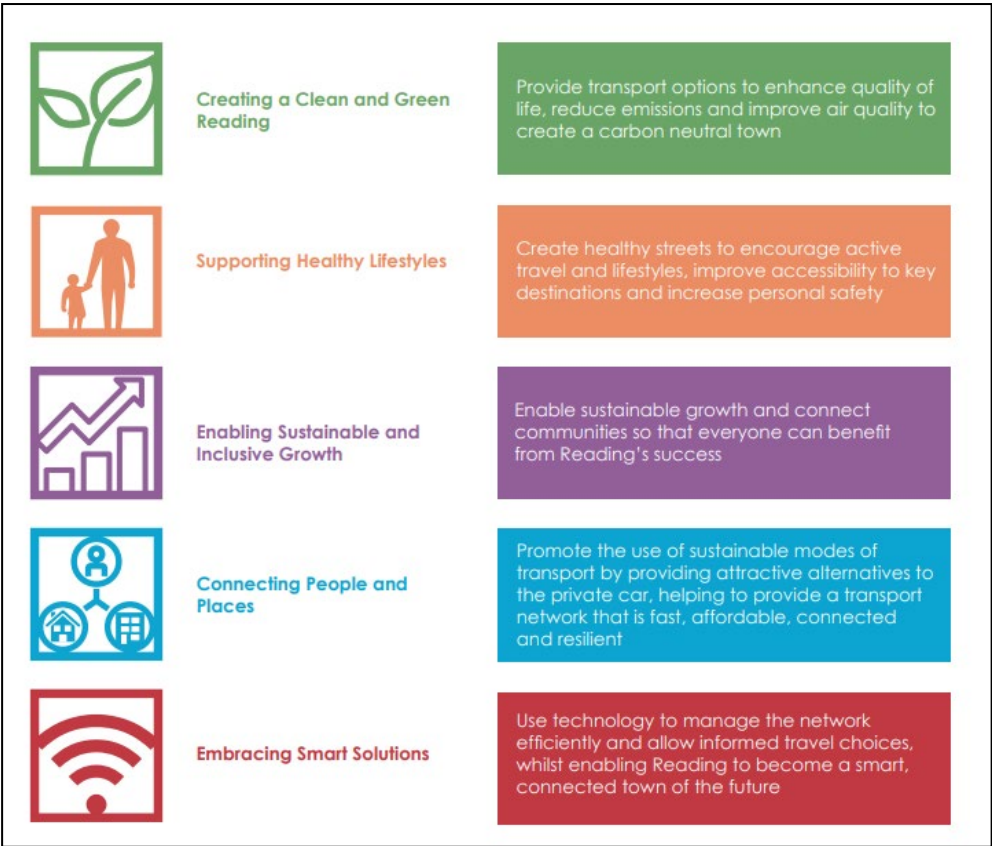 Creating a Clean and Green
Reading
Provide transport options to enhance quality of
life, reduce emissions and improve air quality to
create a carbon neutral town
Supporting Healthy Lifestyles
Create healthy streets to encourage active
travel and lifestyles, improve accessibility to key
destinations and increase personal safety
Enabling Sustainable and
Inclusive Growth
Enable sustainable growth and connect
communities so that everyone can benefit
from Reading's success
Connecting People and
Places
Promote the use of sustainable modes of
transport by providing attractive alternatives to
the private car, helping to provide a transport
network that is fast, affordable, connected
and resilient
Embracing Smart Solutions
Use technology to manage the network
efficiently and allow informed travel choices,
whilst enabling Reading to become a smart,
connected town of the future